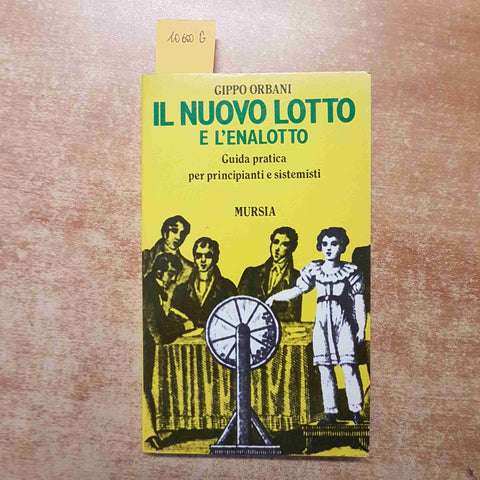 10600 G
GIPPO ORBANI
IL NUOVO LOTTO
E L'ENALOTTO
Guida pratica
per principianti e sistemisti
MURSIA